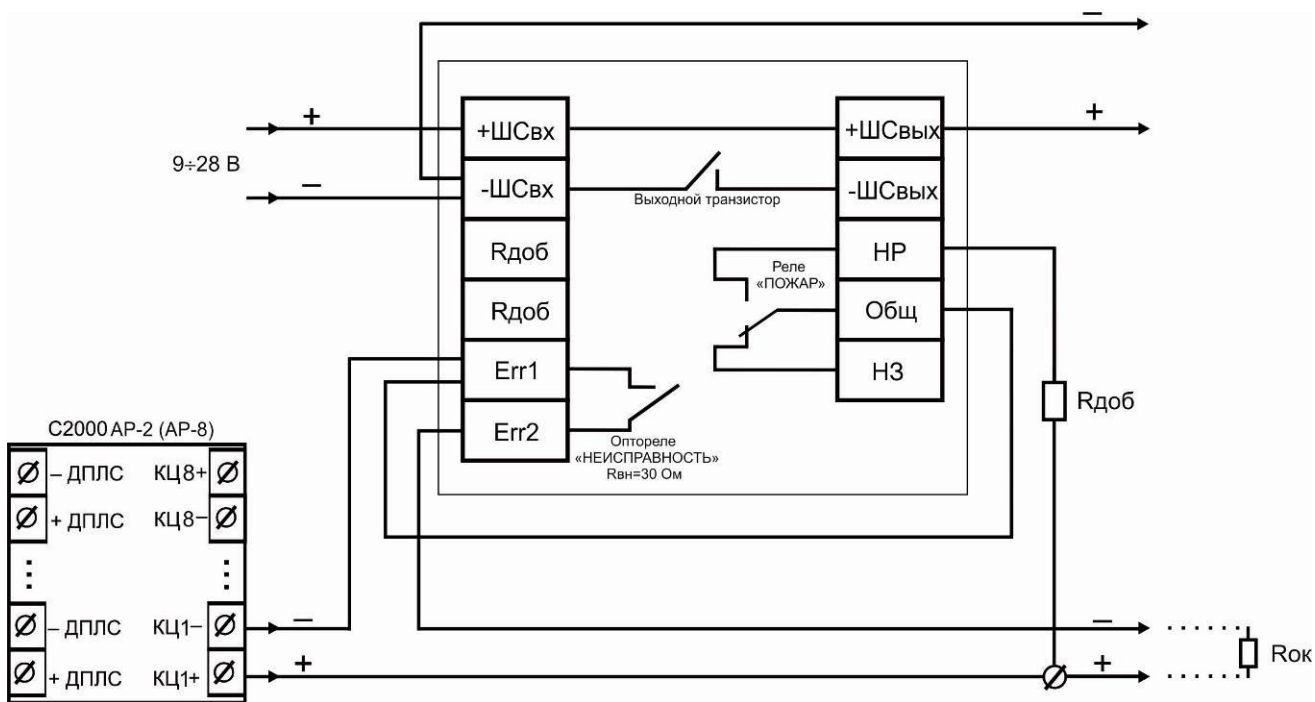 –
+
+
9÷28 В
–
+ШСвх
-ШСвх
Rдоб
Rдоб
Err1
Err2
+ШСвых
-ШСвых
НР
Общ
НЗ
Выходной транзистор
Реле
«ПОЖАР»
Оптореле
«НЕИСПРАВНОСТЬ»
Rвн=30 Ом
Rдоб
С2000 АР-2 (АР-8)
– ДПЛС КЦ8+
+ ДПЛС КЦ8–
– ДПЛС КЦ1–
+ ДПЛС КЦ1+
–
+
–
+
Rок